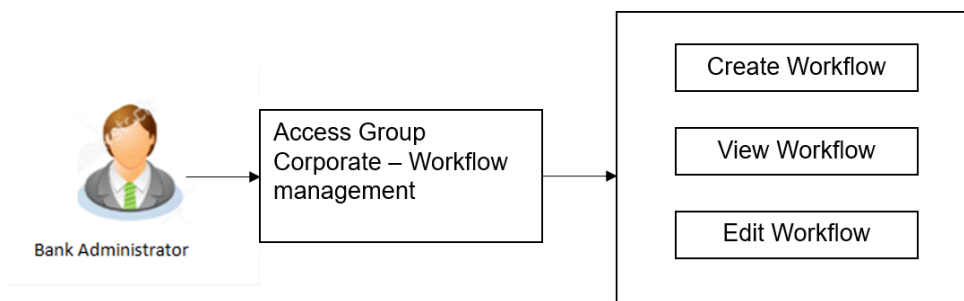 Bank Administrator
Access Group
Corporate – Workflow
management
Create Workflow
View Workflow
Edit Workflow